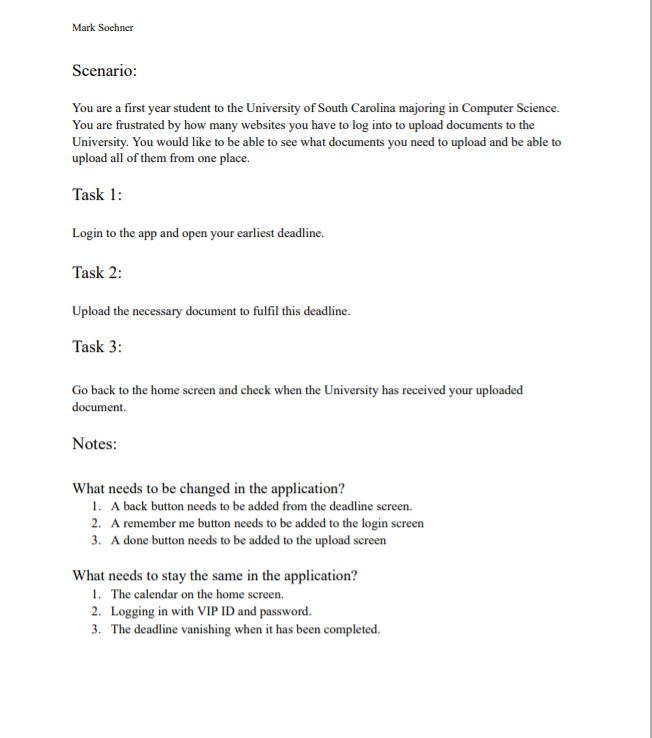 Mark Soehner
Scenario:
You are a first year student to the University of South Carolina majoring in Computer Science.
You are frustrated by how many websites you have to log into to upload documents to the
University. You would like to be able to see what documents you need to upload and be able to
upload all of them from one place.
Task 1:
Login to the app and open your earliest deadline.
Task 2:
Upload the necessary document to fulfil this deadline.
Task 3:
Go back to the home screen and check when the University has received your uploaded
document.
Notes:
What needs to be changed in the application?
1. A back button needs to be added from the deadline screen.
2. A remember me button needs to be added to the login screen
3. A done button needs to be added to the upload screen
What needs to stay the same in the application?
1. The calendar on the home screen.
2. Logging in with VIP ID and password.
3. The deadline vanishing when it has been completed.